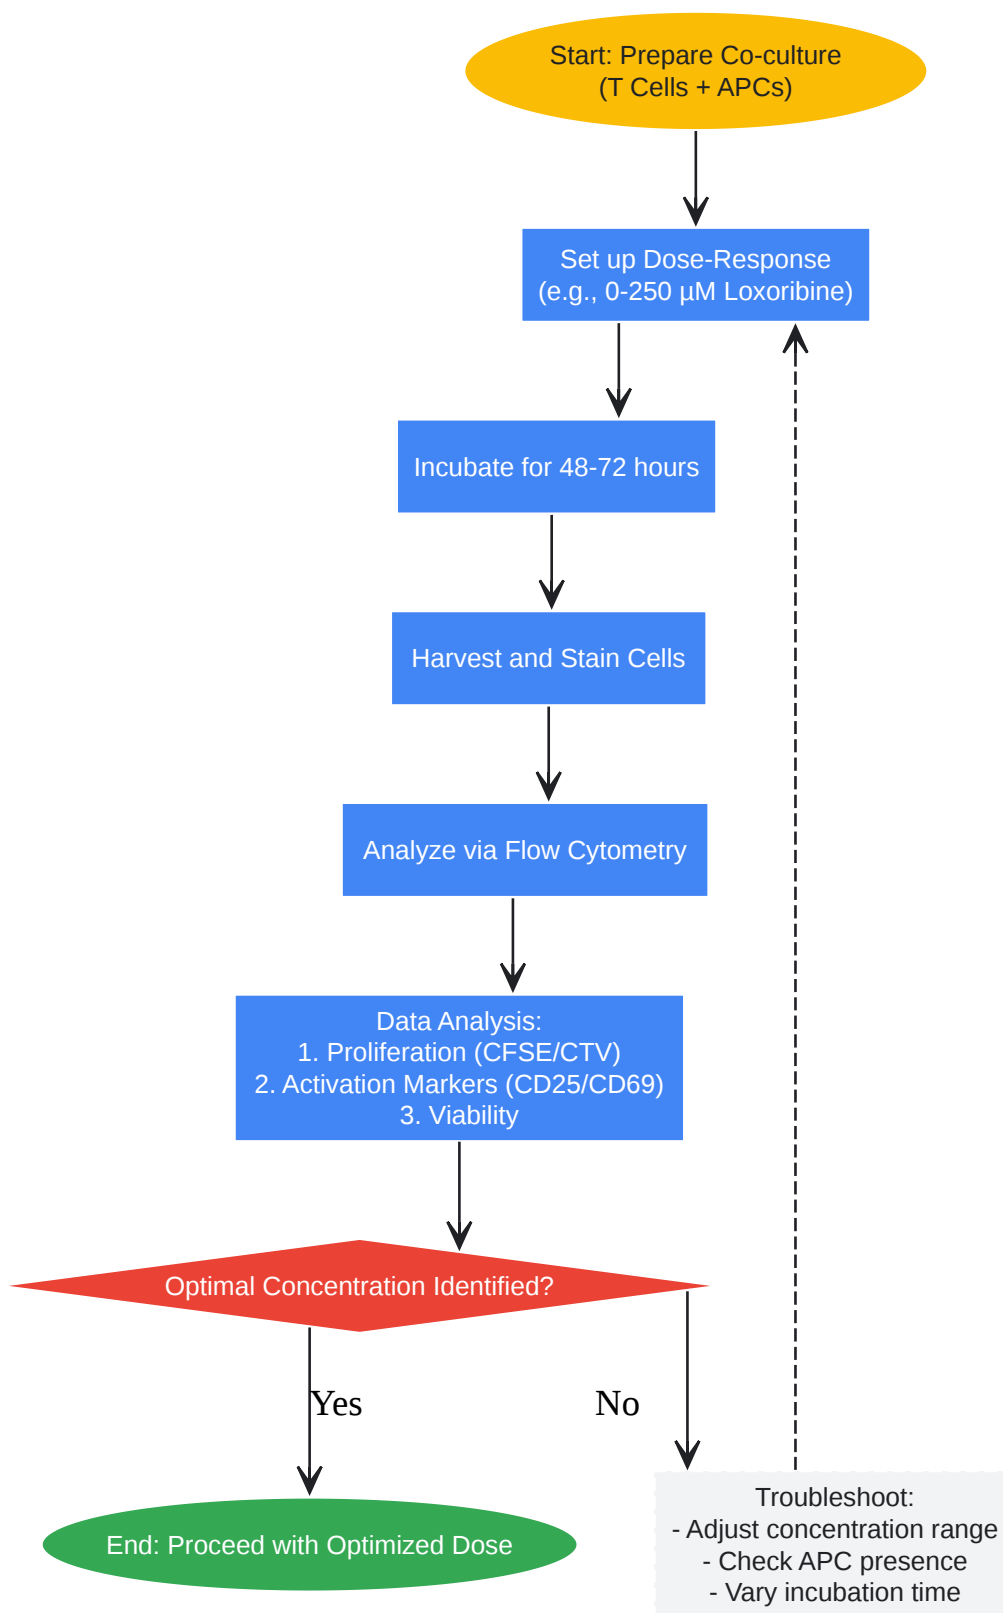 Start: Prepare Co-culture
(T Cells + APCs)
Set up Dose-Response
(e.g., 0-250 µM Loxoribine)
Incubate for 48-72 hours
Harvest and Stain Cells
Analyze via Flow Cytometry
Data Analysis:
1. Proliferation (CFSE/CTV)
2. Activation Markers (CD25/CD69)
3. Viability
Optimal Concentration Identified?
Yes
No
End: Proceed with Optimized Dose
Troubleshoot:
- Adjust concentration range
- Check APC presence
- Vary incubation time